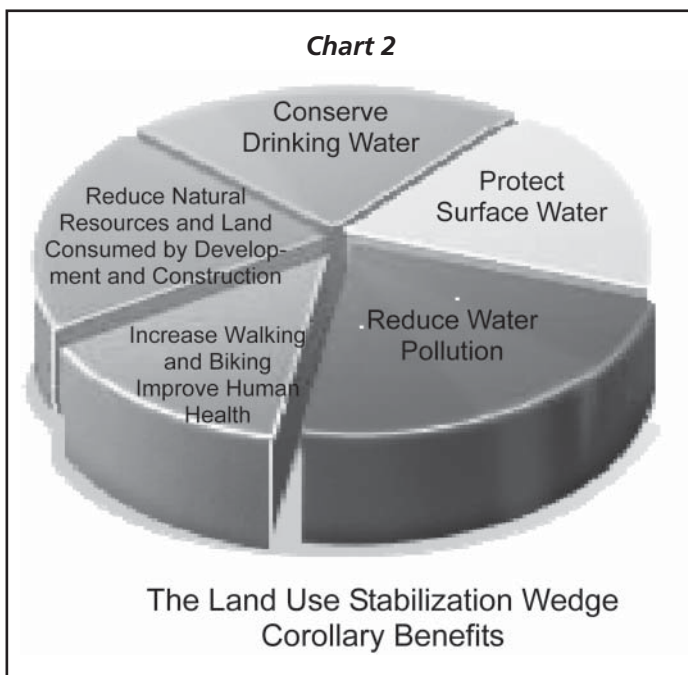 Chart 2
Conserve
Drinking Water
Protect
Surface Water
Reduce Natural
Resources and Land
Consumed by Develop-
ment and Construction
Increase Walking
and Biking
Improve Human
Health
Reduce Water
Pollution
The Land Use Stabilization Wedge
Corollary Benefits